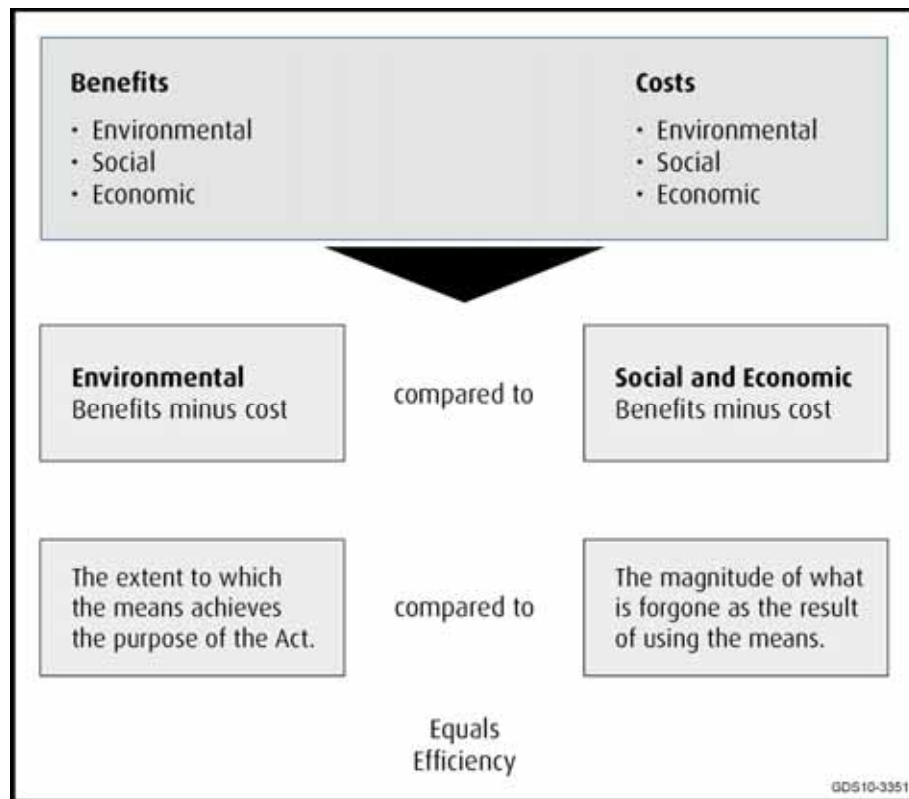 Benefits
• Environmental
• Social
• Economic
Costs
• Environmental
• Social
• Economic
Environmental
Benefits minus cost
compared to
Social and Economic
Benefits minus cost
The extent to which
the means achieves
the purpose of the Act.
compared to
The magnitude of what
is forgone as the result
of using the means.
Equals
Efficiency
GDS10-3351